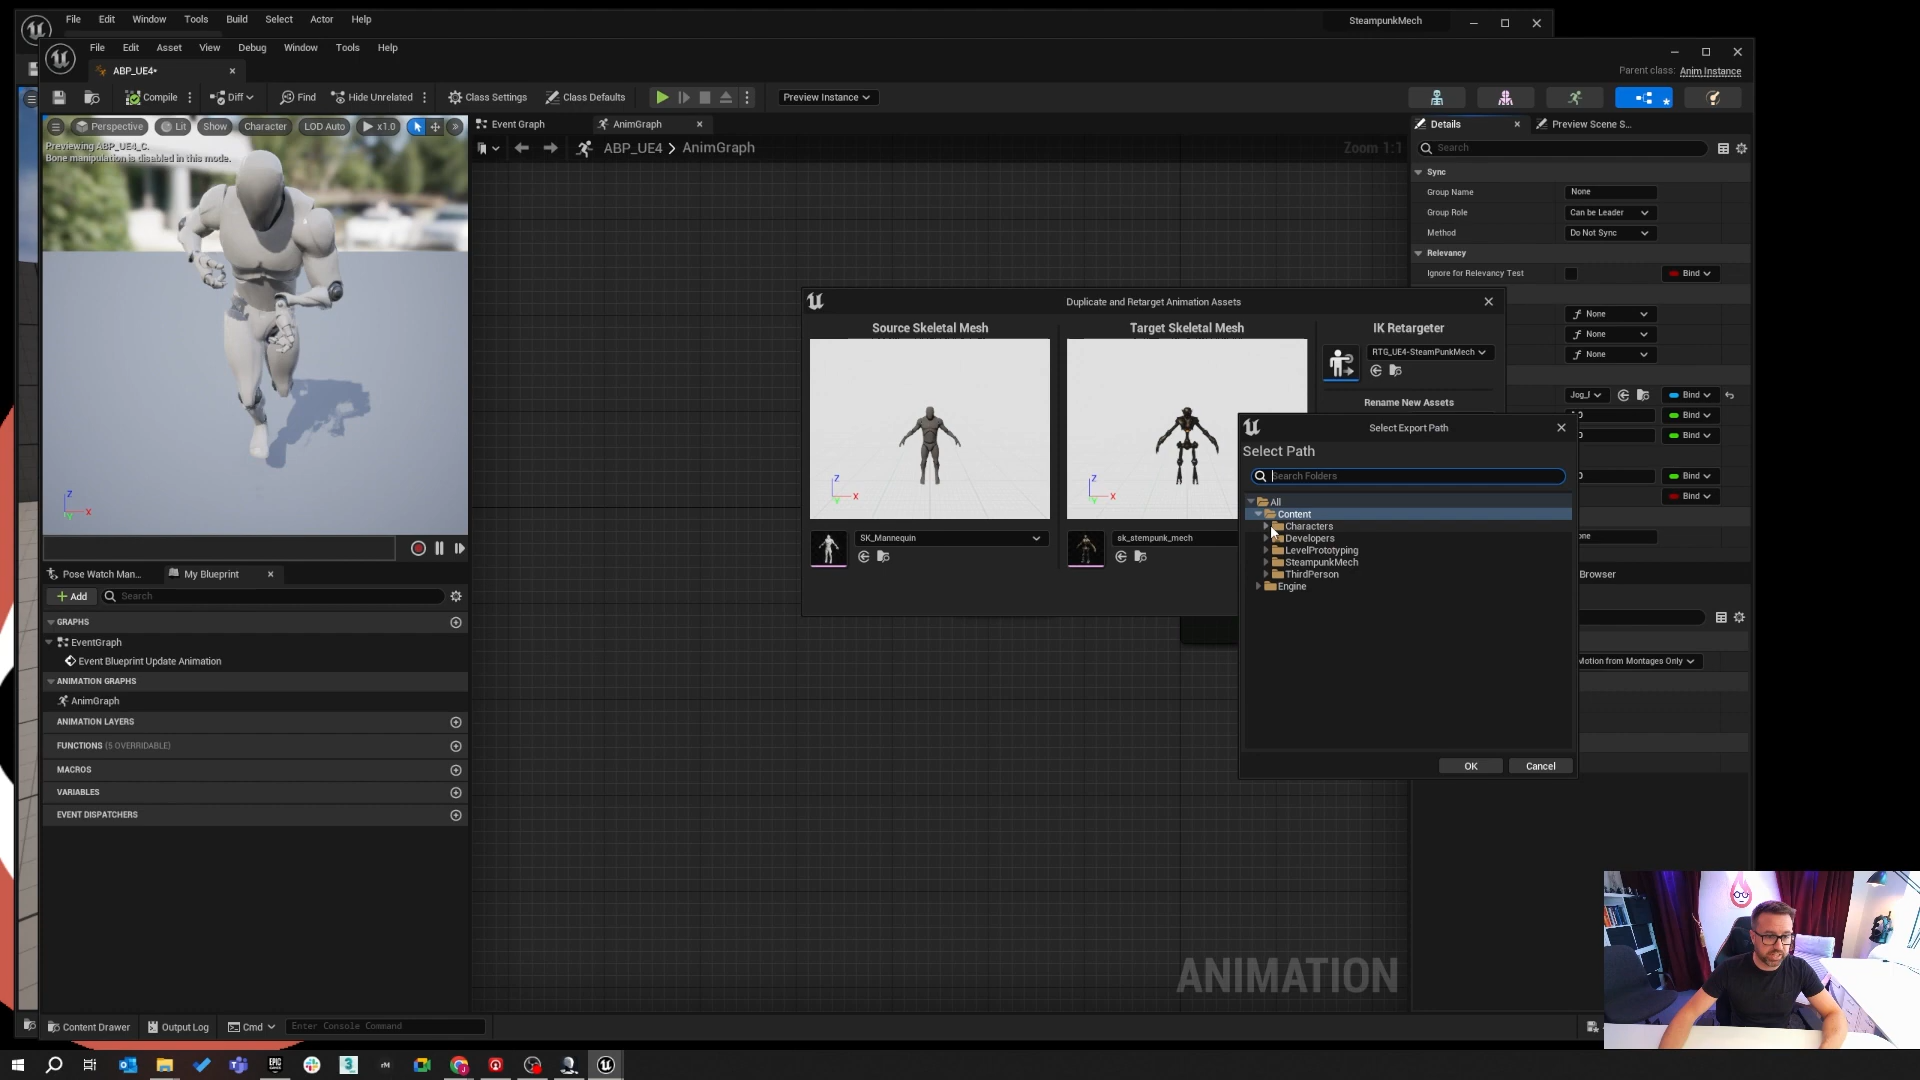 File Edit Window Tools Build Select Actor Help
SteampunkMech
File Edit Asset View Debug Window Tools Help
ABP_UE4•
Parent class: Anim Instance
Compile
Diff
Find
Hide Unrelated
Class Settings
Class Defaults
Preview Instance
Perspective
Lit
Show
Character
LOD Auto
x1.0
Previewing ABP_UE4_C.
Bone manipulation is disabled in this mode.
Event Graph
AnimGraph
ABP_UE4 > AnimGraph
Zoom 1:1
Details
Preview Scene S...
Search
Sync
Group Name
None
Group Role
Can be Leader
Method
Do Not Sync
Relevancy
Ignore for Relevancy Test
Bind
None
None
None
Bind
Bind
Bind
Bind
Bind
Browser
Motion from Montages Only
Duplicate and Retarget Animation Assets
Source Skeletal Mesh
Target Skeletal Mesh
IK Retargeter
RTG_UE4-SteamPunkMech
Rename New Assets
Z
X
Z
X
SK_Mannequin
sk_stempunk_mech
Select Export Path
Select Path
Search Folders
All
Content
Characters
Developers
LevelPrototyping
SteampunkMech
ThirdPerson
Engine
OK
Cancel
Z
X
Y
Pose Watch Man...
My Blueprint
Add
Search
GRAPHS
EventGraph
Event Blueprint Update Animation
ANIMATION GRAPHS
AnimGraph
ANIMATION LAYERS
FUNCTIONS (5 OVERRIDABLE)
MACROS
VARIABLES
EVENT DISPATCHERS
ANIMATION
Content Drawer
Output Log
Cmd
Enter Console Command
EPIC
3
rM